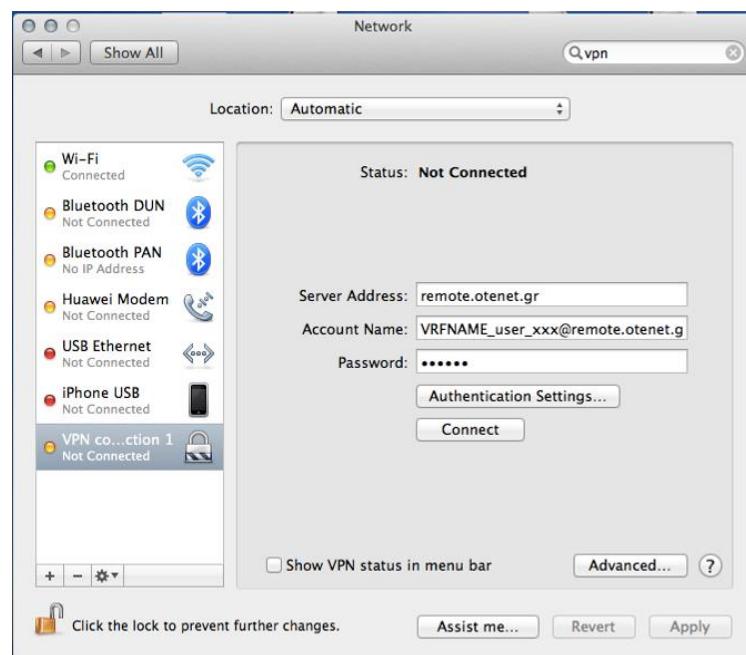 Network
Show All
vpn
Location: Automatic
Wi-Fi
Connected
Bluetooth DUN
Not Connected
Bluetooth PAN
No IP Address
Huawei Modem
Not Connected
USB Ethernet
Not Connected
iPhone USB
Not Connected
VPN co...ction 1
Not Connected
Status: Not Connected
Server Address: remote.otenet.gr
Account Name: VRFNAME_user_xxx@remote.otenet.g
Password: ••••••
Authentication Settings...
Connect
Show VPN status in menu bar
Advanced... ?
Click the lock to prevent further changes.
Assist me... Revert Apply